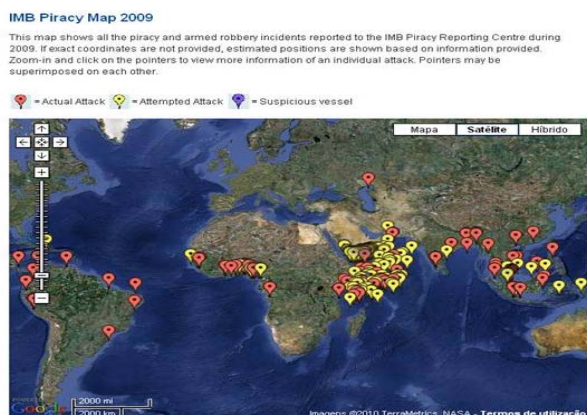 IMB Piracy Map 2009
This map shows all the piracy and armed robbery incidents reported to the IMB Piracy Reporting Centre during
2009. If exact coordinates are not provided, estimated positions are shown based on information provided.
Zoom-in and click on the pointers to view more information of an individual attack. Pointers may be
superimposed on each other.
= Actual Attack = Attempted Attack = Suspicious vessel
Mapa Satélite Híbrido
2000 mi
2000 km
Google
Imagens ©2010 TerraMetrics, NASA - Termos de utilização